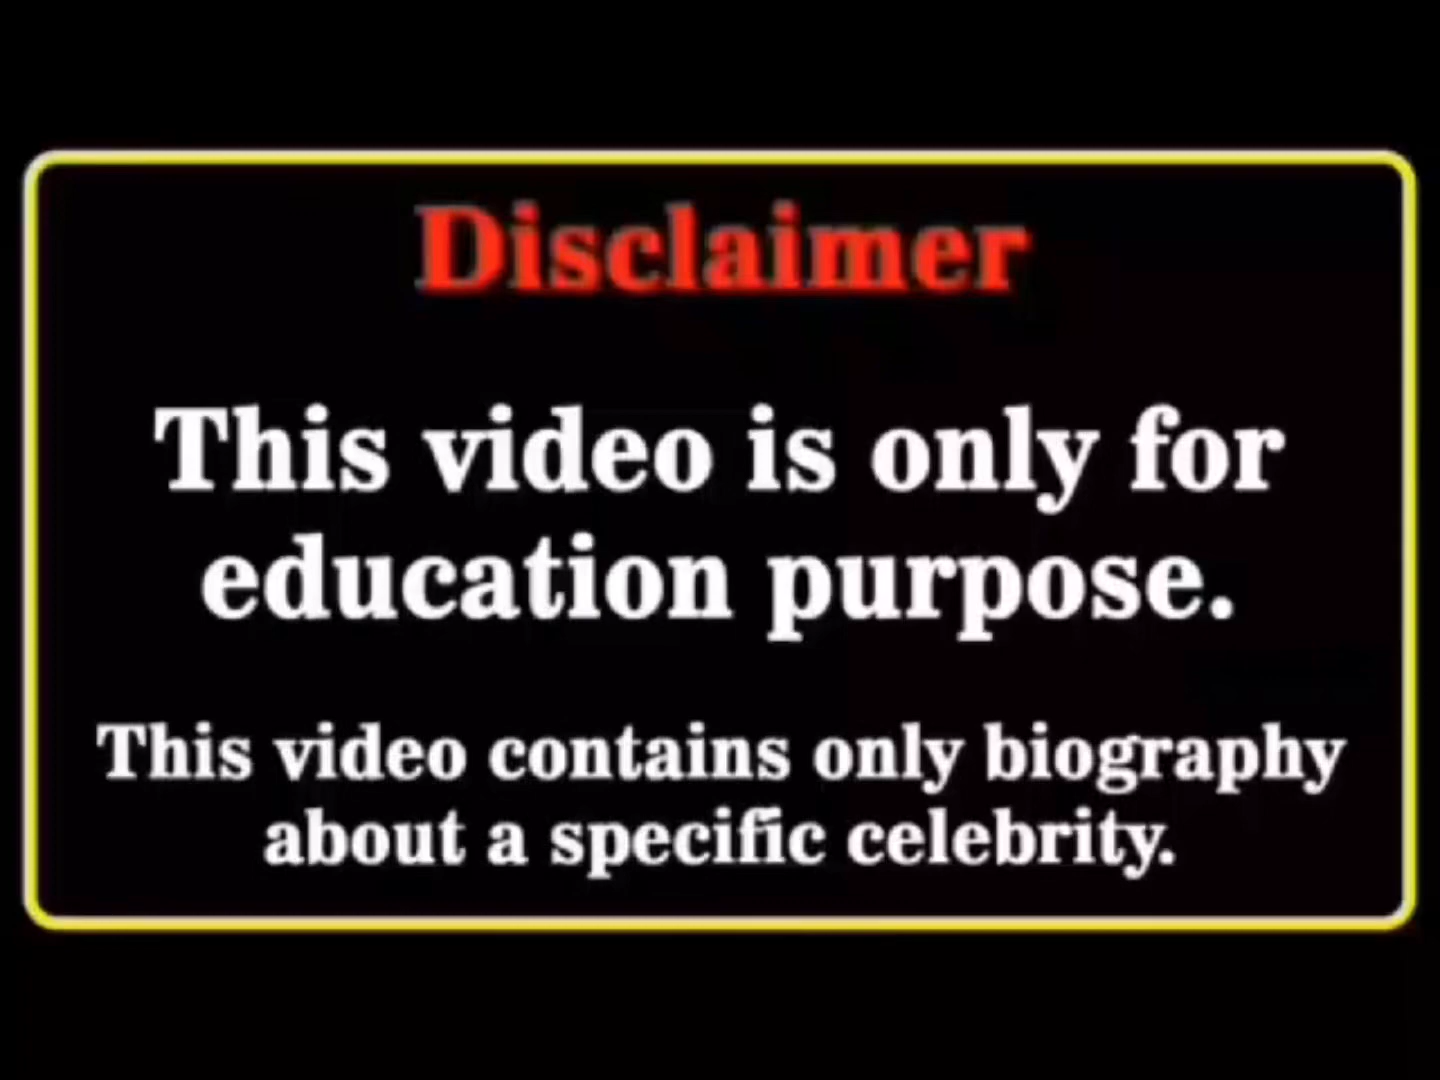 Disclaimer
This video is only for
education purpose.
This video contains only biography
about a specific celebrity.